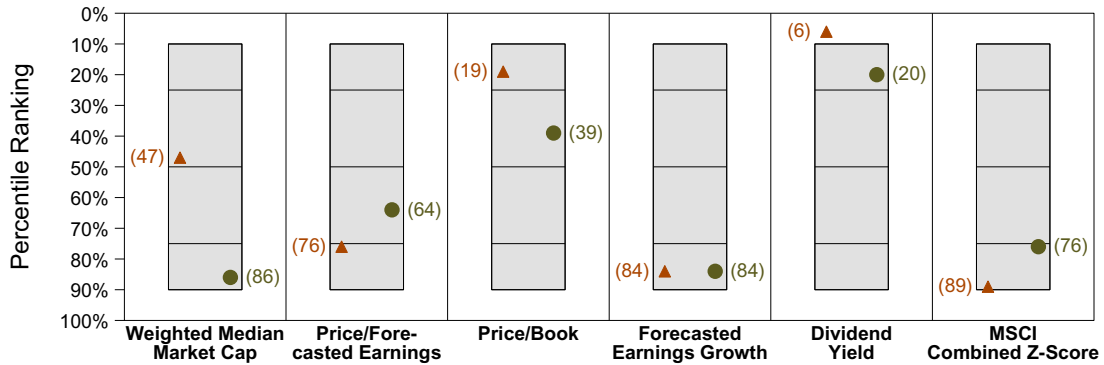 Percentile Ranking
0%
10%
20%
30%
40%
50%
60%
70%
80%
90%
100%
(47)
(86)
(76)
(64)
(19)
(39)
(84)
(84)
(6)
(20)
(89)
(76)
Weighted Median
Market Cap
Price/Fore-
casted Earnings
Price/Book
Forecasted
Earnings Growth
Dividend
Yield
MSCI
Combined Z-Score